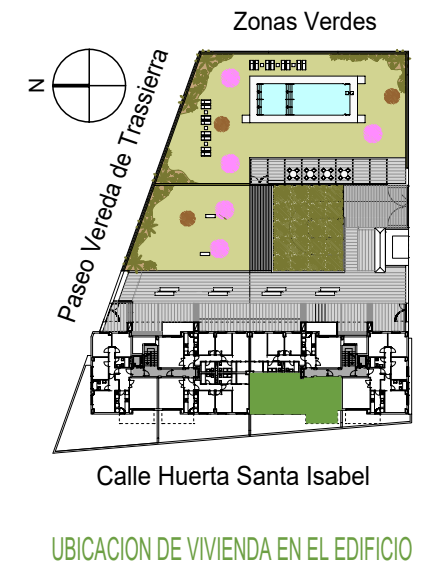 Zonas Verdes
N
Paseo Vereda de Trassierra
Calle Huerta Santa Isabel
UBICACION DE VIVIENDA EN EL EDIFICIO